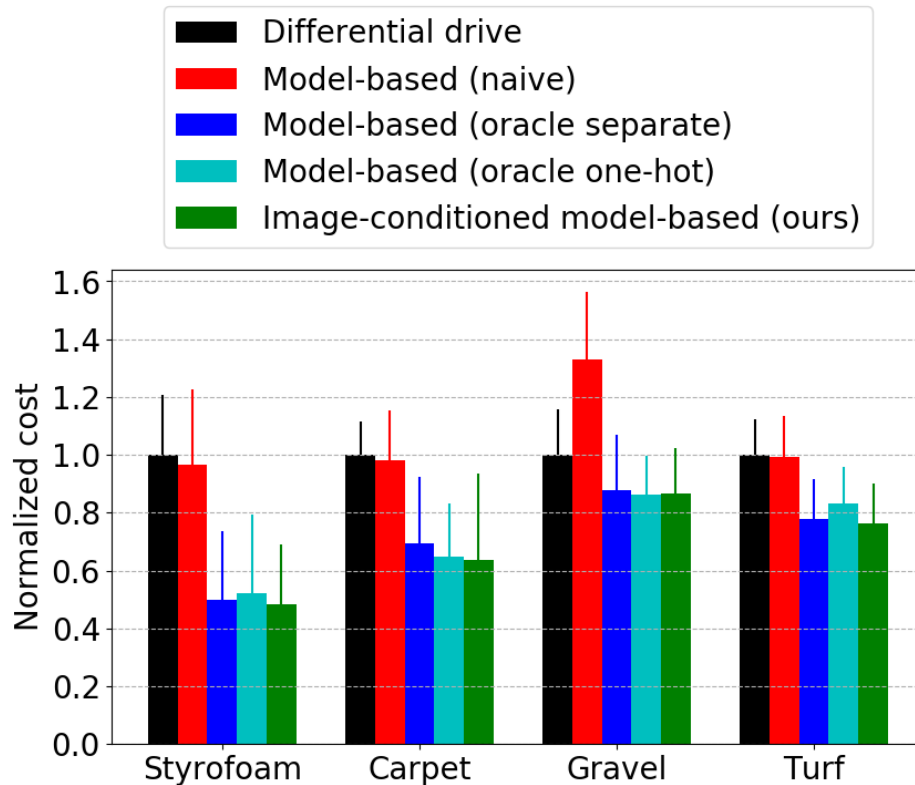 Differential drive
Model-based (naive)
Model-based (oracle separate)
Model-based (oracle one-hot)
Image-conditioned model-based (ours)
Normalized cost
1.6
1.4
1.2
1.0
0.8
0.6
0.4
0.2
0.0
Styrofoam Carpet Gravel Turf